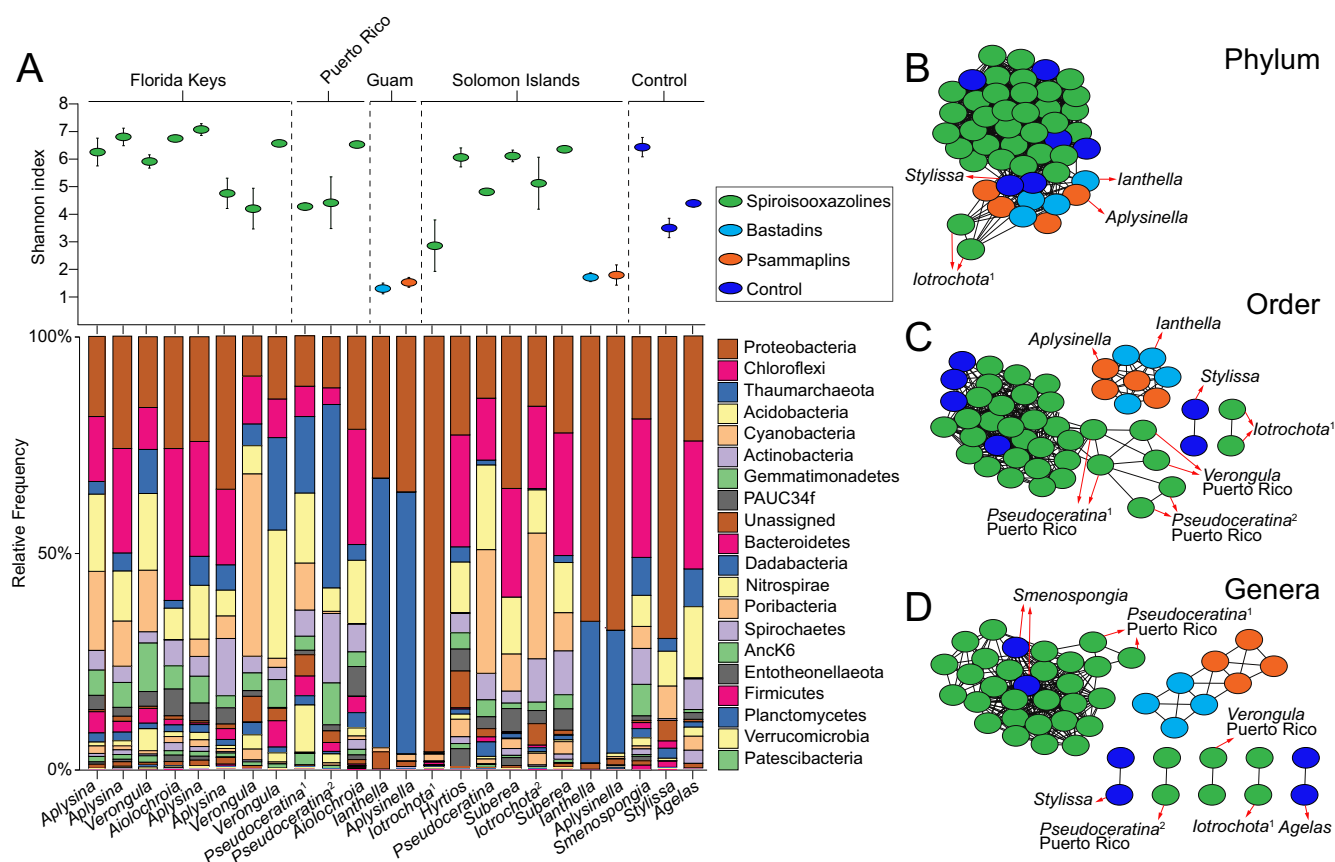 A
Florida Keys
Puerto Rico
Guam
Solomon Islands
Control
Shannon index
8
7
6
5
4
3
2
1
Spiroisooxazolines
Bastadins
Psammaplins
Control
Relative Frequency
100%
50%
0%
Proteobacteria
Chloroflexi
Thaumarchaeota
Acidobacteria
Cyanobacteria
Actinobacteria
Gemmatimonadetes
PAUC34f
Unassigned
Bacteroidetes
Dadabacteria
Nitrospirae
Poribacteria
Spirochaetes
AncK6
Entotheonellaeota
Firmicutes
Planctomycetes
Verrucomicrobia
Patescibacteria
Aplysina
Aplysina
Verongula
Aiolochroia
Aplysina
Aplysina
Verongula
Verongula
Pseudoceratina¹
Pseudoceratina²
Aiolochroia
Ianthella
Aplysinella
Iotrochota¹
Hyrtios
Pseudoceratina
Suberea
Iotrochota²
Suberea
Ianthella
Aplysinella
Smenospongia
Stylissa
Agelas
B
Phylum
Stylissa
Ianthella
Aplysinella
Iotrochota¹
C
Order
Aplysinella
Ianthella
Stylissa
Iotrochota¹
Verongula
Puerto Rico
Pseudoceratina¹
Puerto Rico
Pseudoceratina²
Puerto Rico
D
Genera
Smenospongia
Pseudoceratina¹
Puerto Rico
Verongula
Puerto Rico
Stylissa
Pseudoceratina²
Puerto Rico
Iotrochota¹
Agelas